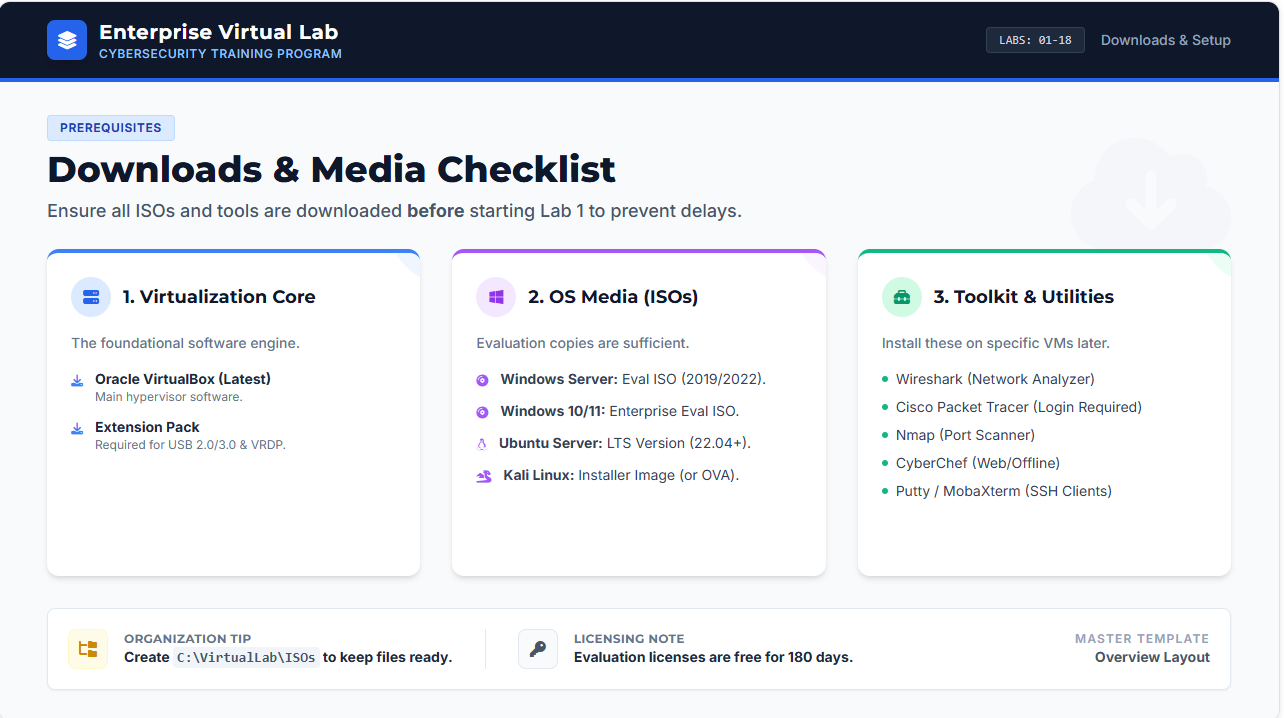 Enterprise Virtual Lab
CYBERSECURITY TRAINING PROGRAM
LABS: 01-18
Downloads & Setup
PREREQUISITES
Downloads & Media Checklist
Ensure all ISOs and tools are downloaded before starting Lab 1 to prevent delays.
1. Virtualization Core
The foundational software engine.
Oracle VirtualBox (Latest)
Main hypervisor software.
Extension Pack
Required for USB 2.0/3.0 & VRDP.
2. OS Media (ISOs)
Evaluation copies are sufficient.
Windows Server: Eval ISO (2019/2022).
Windows 10/11: Enterprise Eval ISO.
Ubuntu Server: LTS Version (22.04+).
Kali Linux: Installer Image (or OVA).
3. Toolkit & Utilities
Install these on specific VMs later.
Wireshark (Network Analyzer)
Cisco Packet Tracer (Login Required)
Nmap (Port Scanner)
CyberChef (Web/Offline)
Putty / MobaXterm (SSH Clients)
ORGANIZATION TIP
Create C:\VirtualLab\ISOs to keep files ready.
LICENSING NOTE
Evaluation licenses are free for 180 days.
MASTER TEMPLATE
Overview Layout